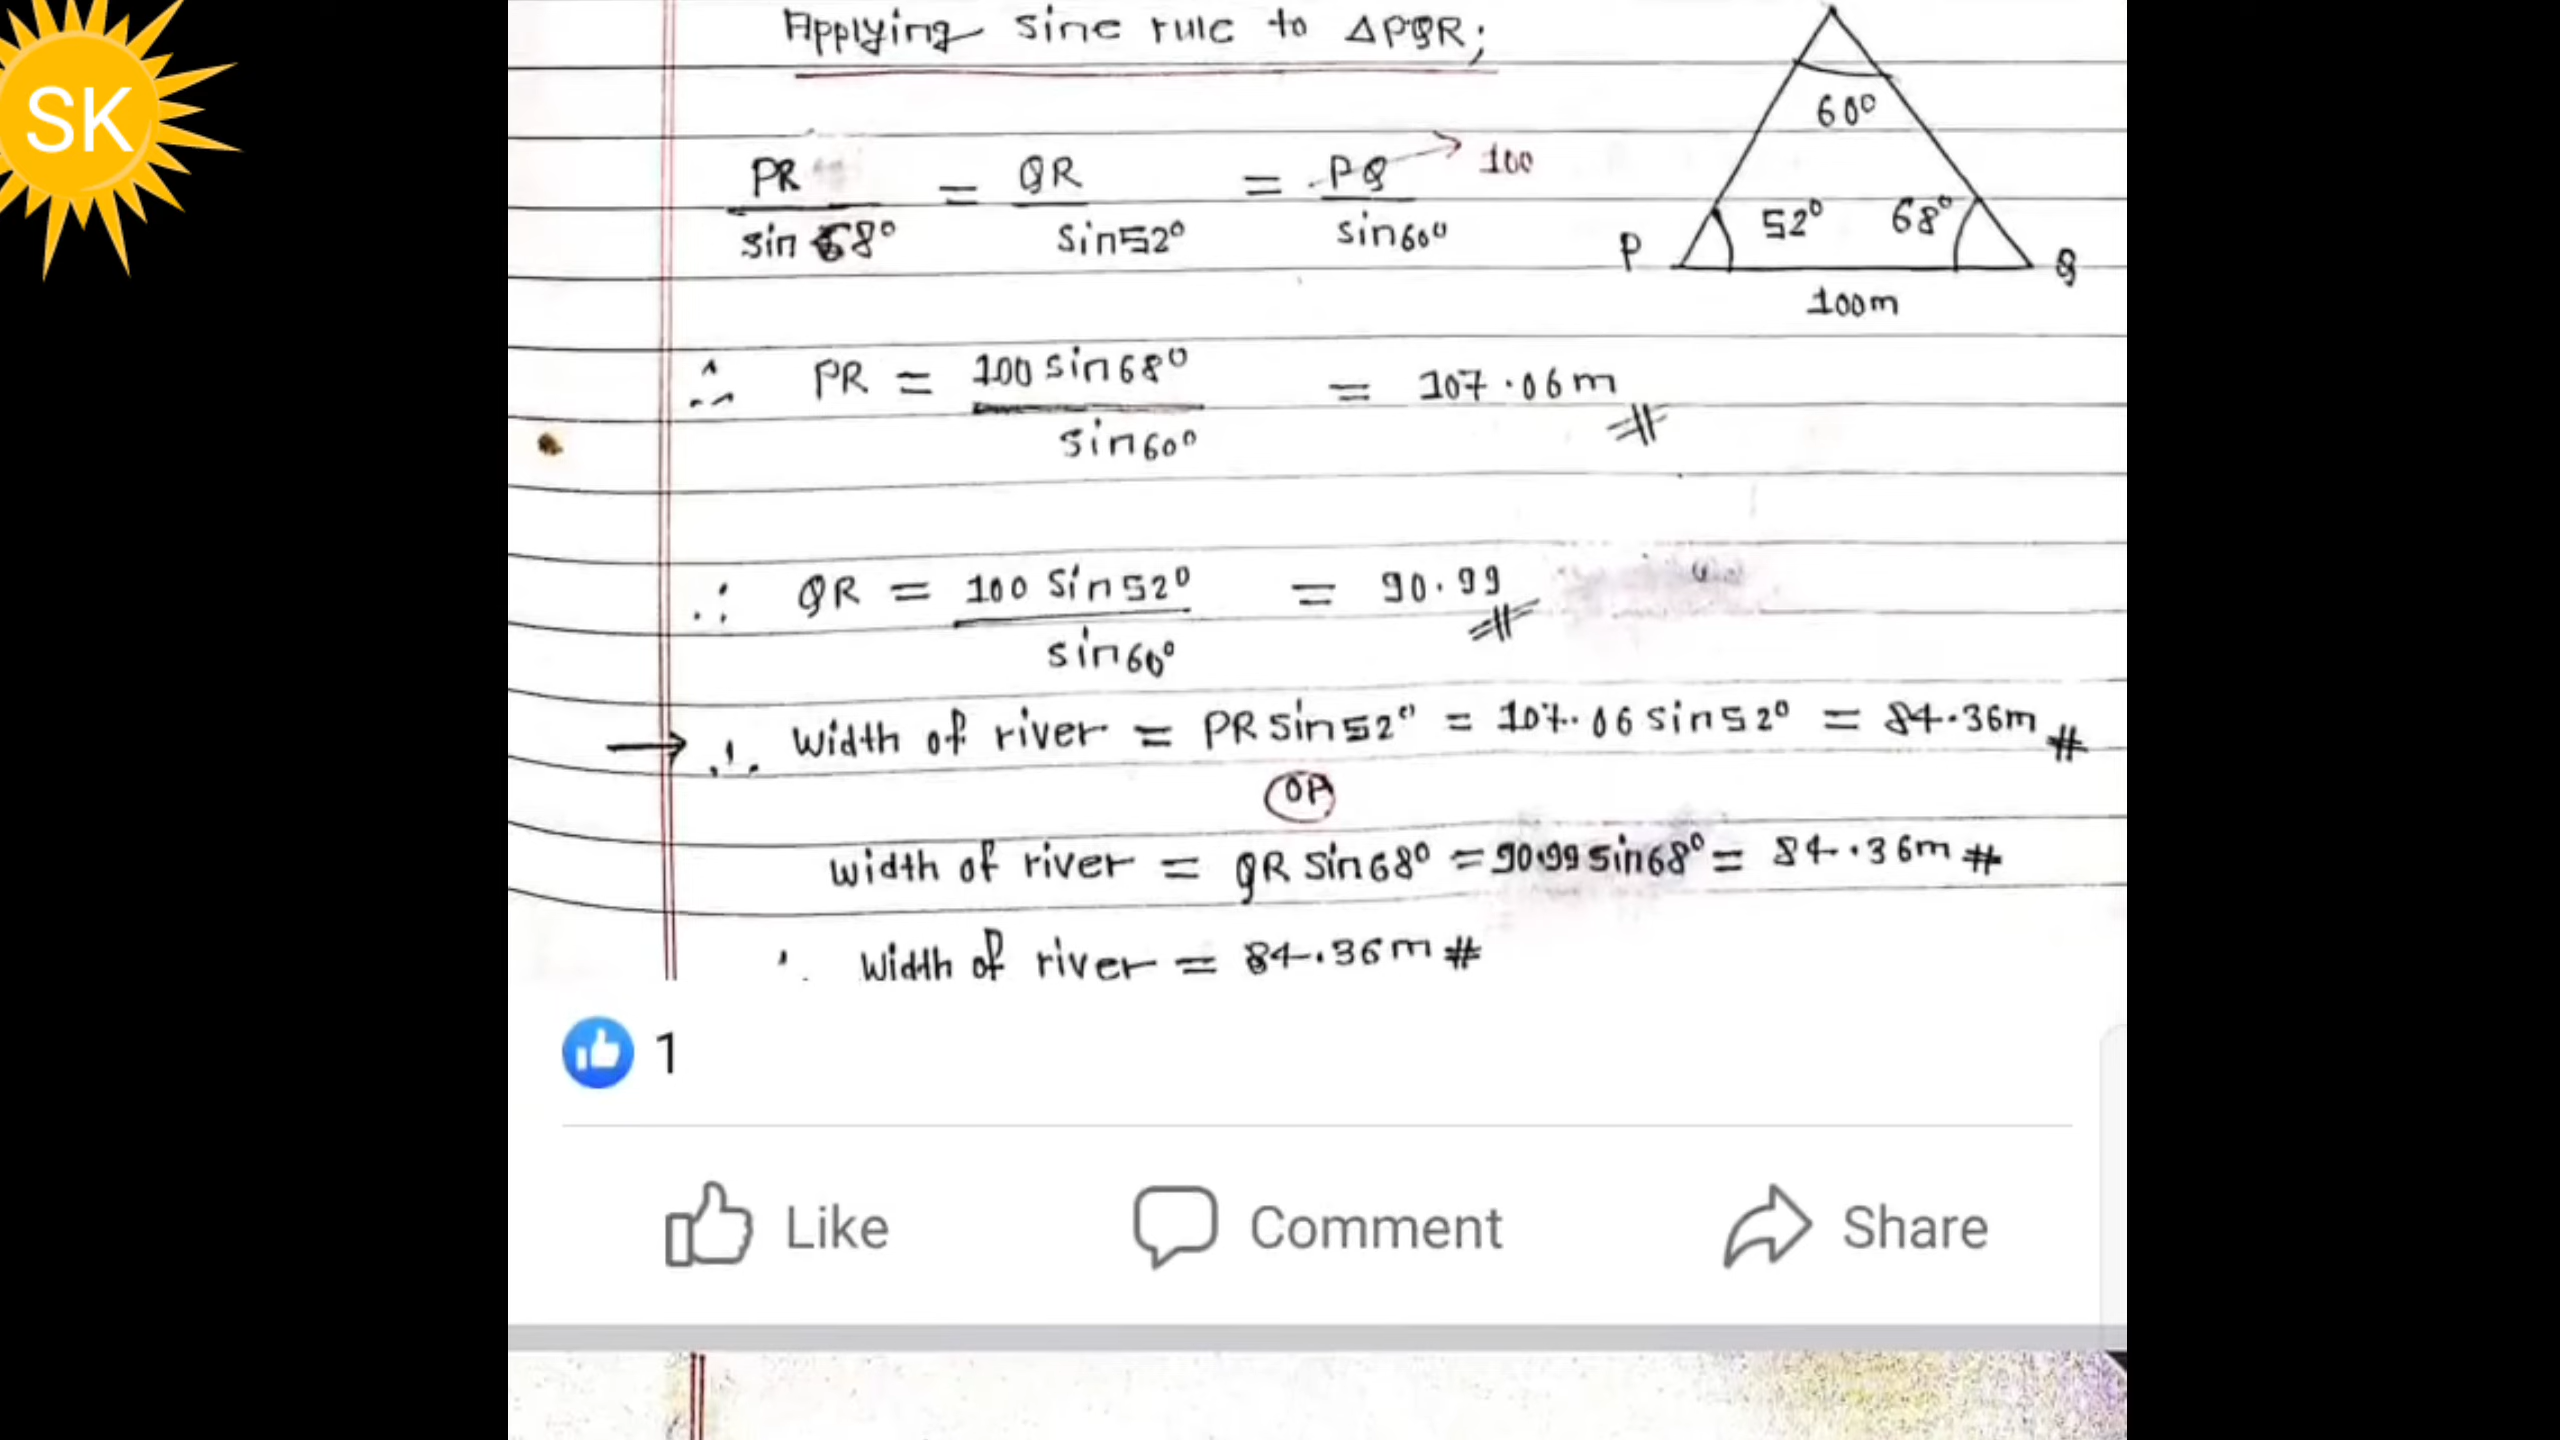 SK
Applying sine rule to ΔPQR;
60°
PR / sin 68° = QR / sin52° = PQ / sin60° → 100
P 52° 68° Q
100m
∴ PR = 100 sin68° / sin60° = 107.06m
∴ QR = 100 sin52° / sin60° = 90.99
→ ∴ Width of river = PR sin52° = 107.06 sin52° = 84.36m #
OR
width of river = QR sin68° = 90.99 sin68° = 84.36m #
∴ Width of river = 84.36m #
1
Like Comment Share